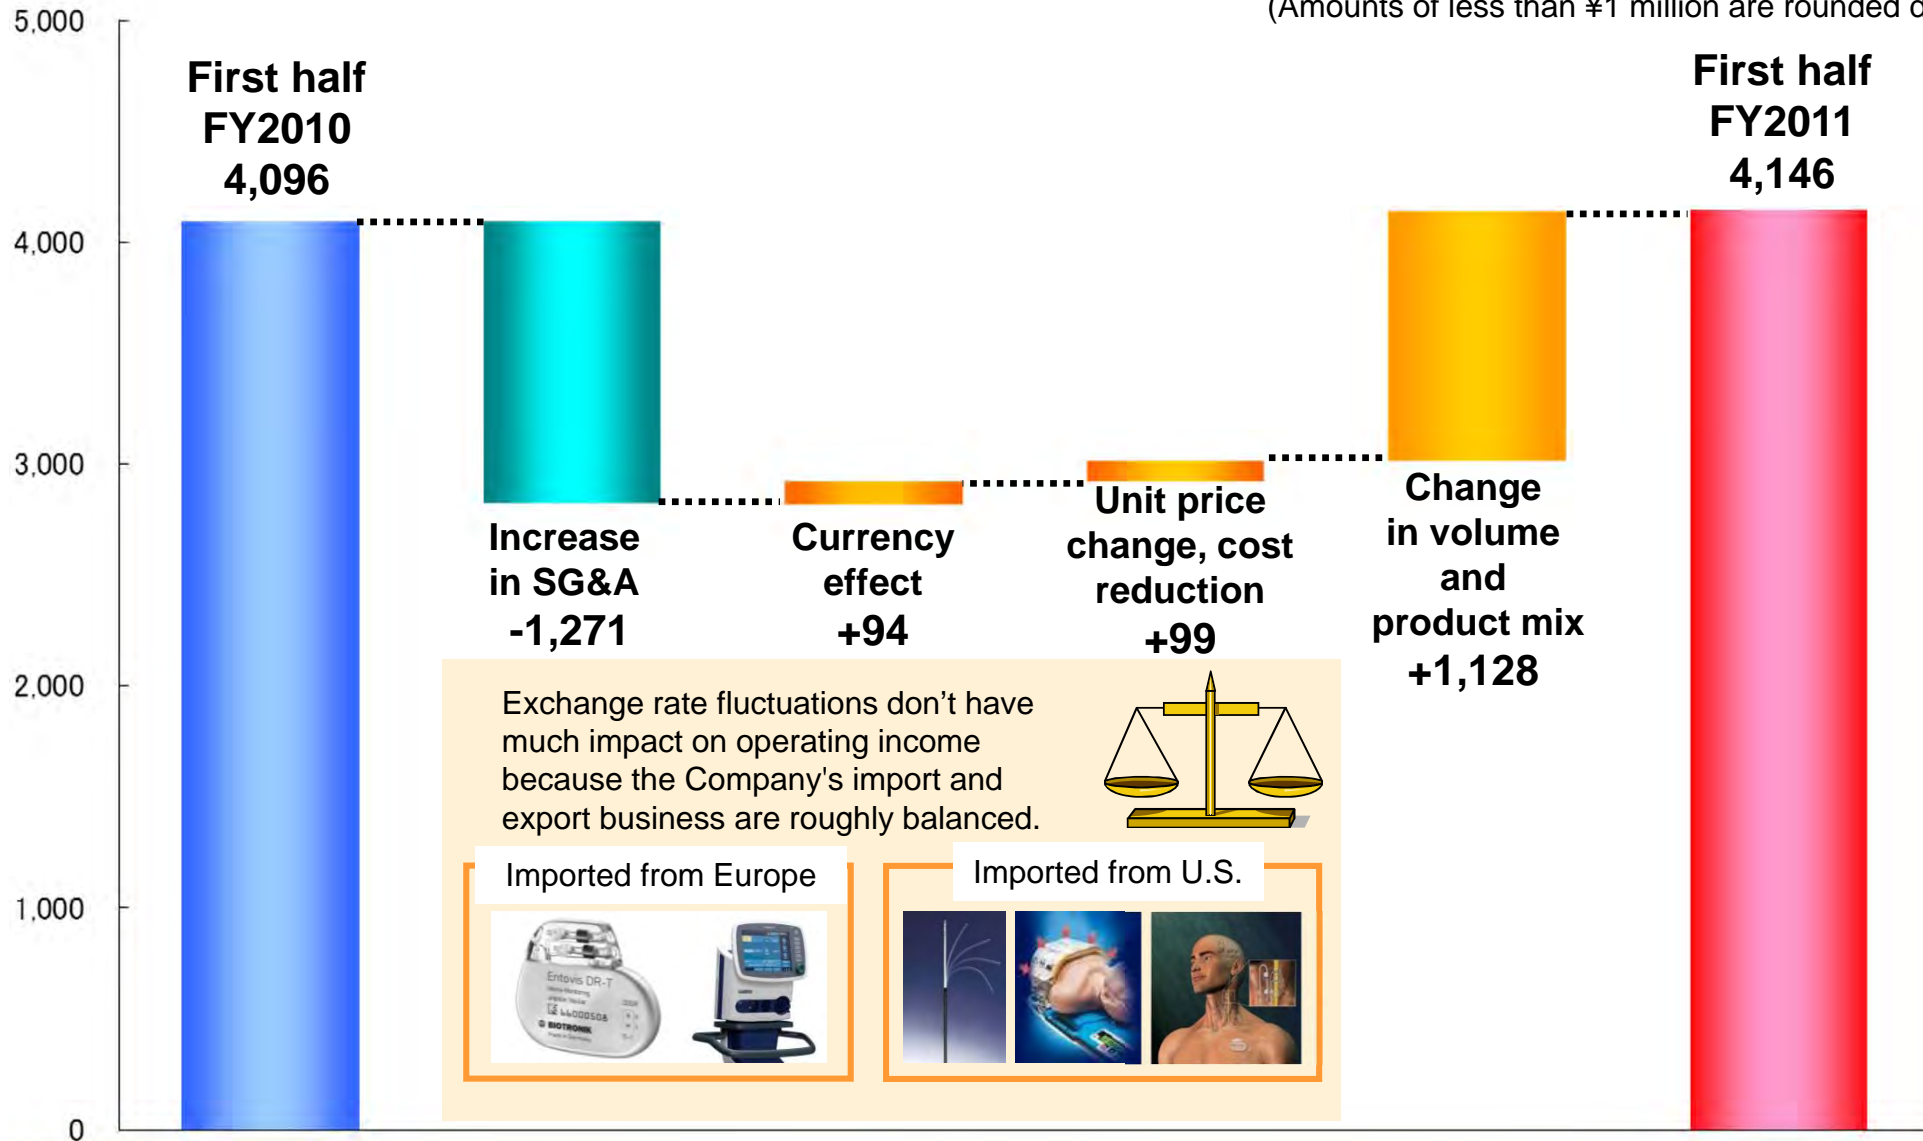 (Amounts of less than ¥1 million are rounded d
5,000
4,000
3,000
2,000
1,000
0
First half
FY2010
4,096
Increase
in SG&A
-1,271
Currency
effect
+94
Unit price
change, cost
reduction
+99
Change
in volume
and
product mix
+1,128
First half
FY2011
4,146
Exchange rate fluctuations don’t have
much impact on operating income
because the Company's import and
export business are roughly balanced.
Imported from Europe
Entovis DR-T
BIOTRONIK
Made in Germany
Imported from U.S.